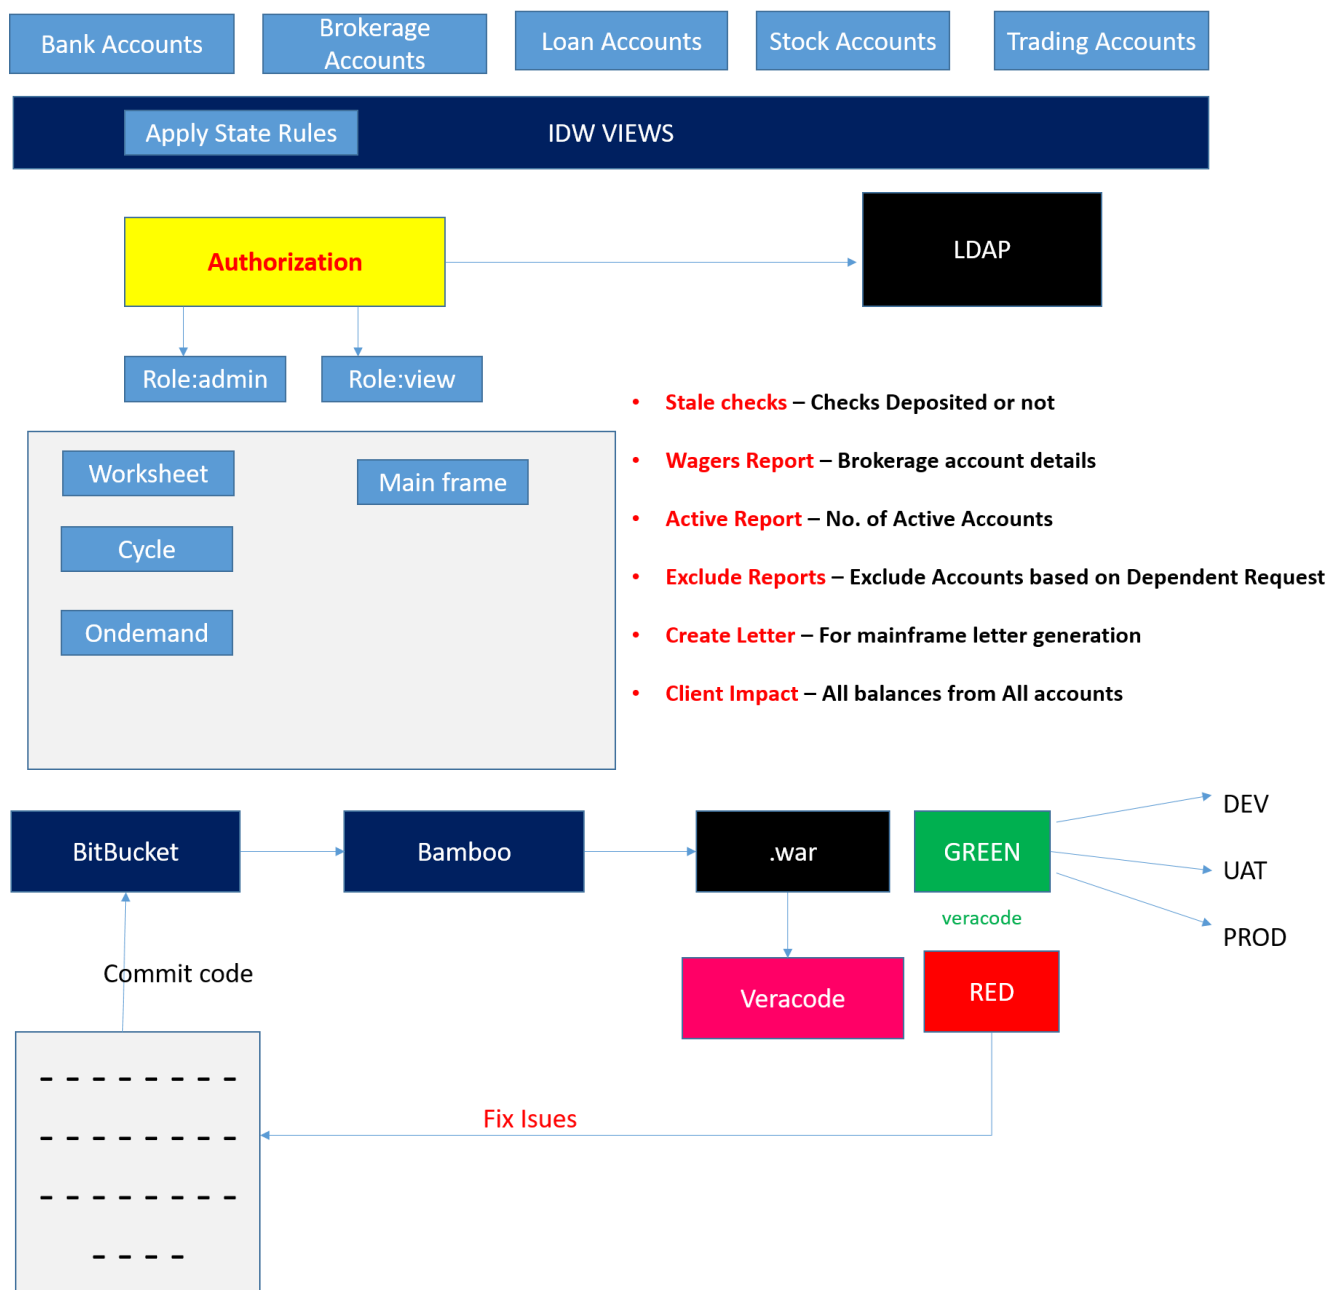 Bank Accounts
Brokerage
Accounts
Loan Accounts
Stock Accounts
Trading Accounts
Apply State Rules
IDW VIEWS
Authorization
LDAP
Role:admin
Role:view
Worksheet
Main frame
Cycle
Ondemand
• Stale checks – Checks Deposited or not
• Wagers Report – Brokerage account details
• Active Report – No. of Active Accounts
• Exclude Reports – Exclude Accounts based on Dependent Request
• Create Letter – For mainframe letter generation
• Client Impact – All balances from All accounts
BitBucket
Bamboo
.war
GREEN
veracode
DEV
UAT
PROD
Commit code
Veracode
RED
Fix Isues
– – – – – – – –
– – – – – – – –
– – – – – – – –
– – – –